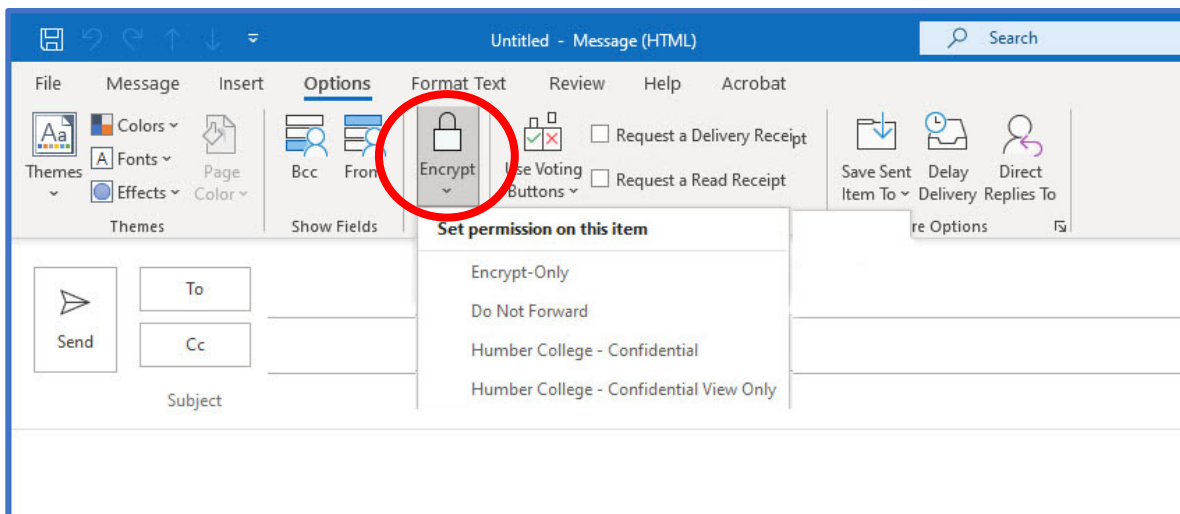 Untitled - Message (HTML)
Search
File Message Insert Options Format Text Review Help Acrobat
Aa
Themes
Colors
A Fonts
Effects
Page
Color
Themes
Bcc
From
Show Fields
Encrypt
Use Voting
Buttons
Request a Delivery Receipt
Request a Read Receipt
Save Sent
Item To
Delay
Delivery
Direct
Replies To
Options
Set permission on this item
Encrypt-Only
Do Not Forward
Humber College - Confidential
Humber College - Confidential View Only
Send
To
Cc
Subject